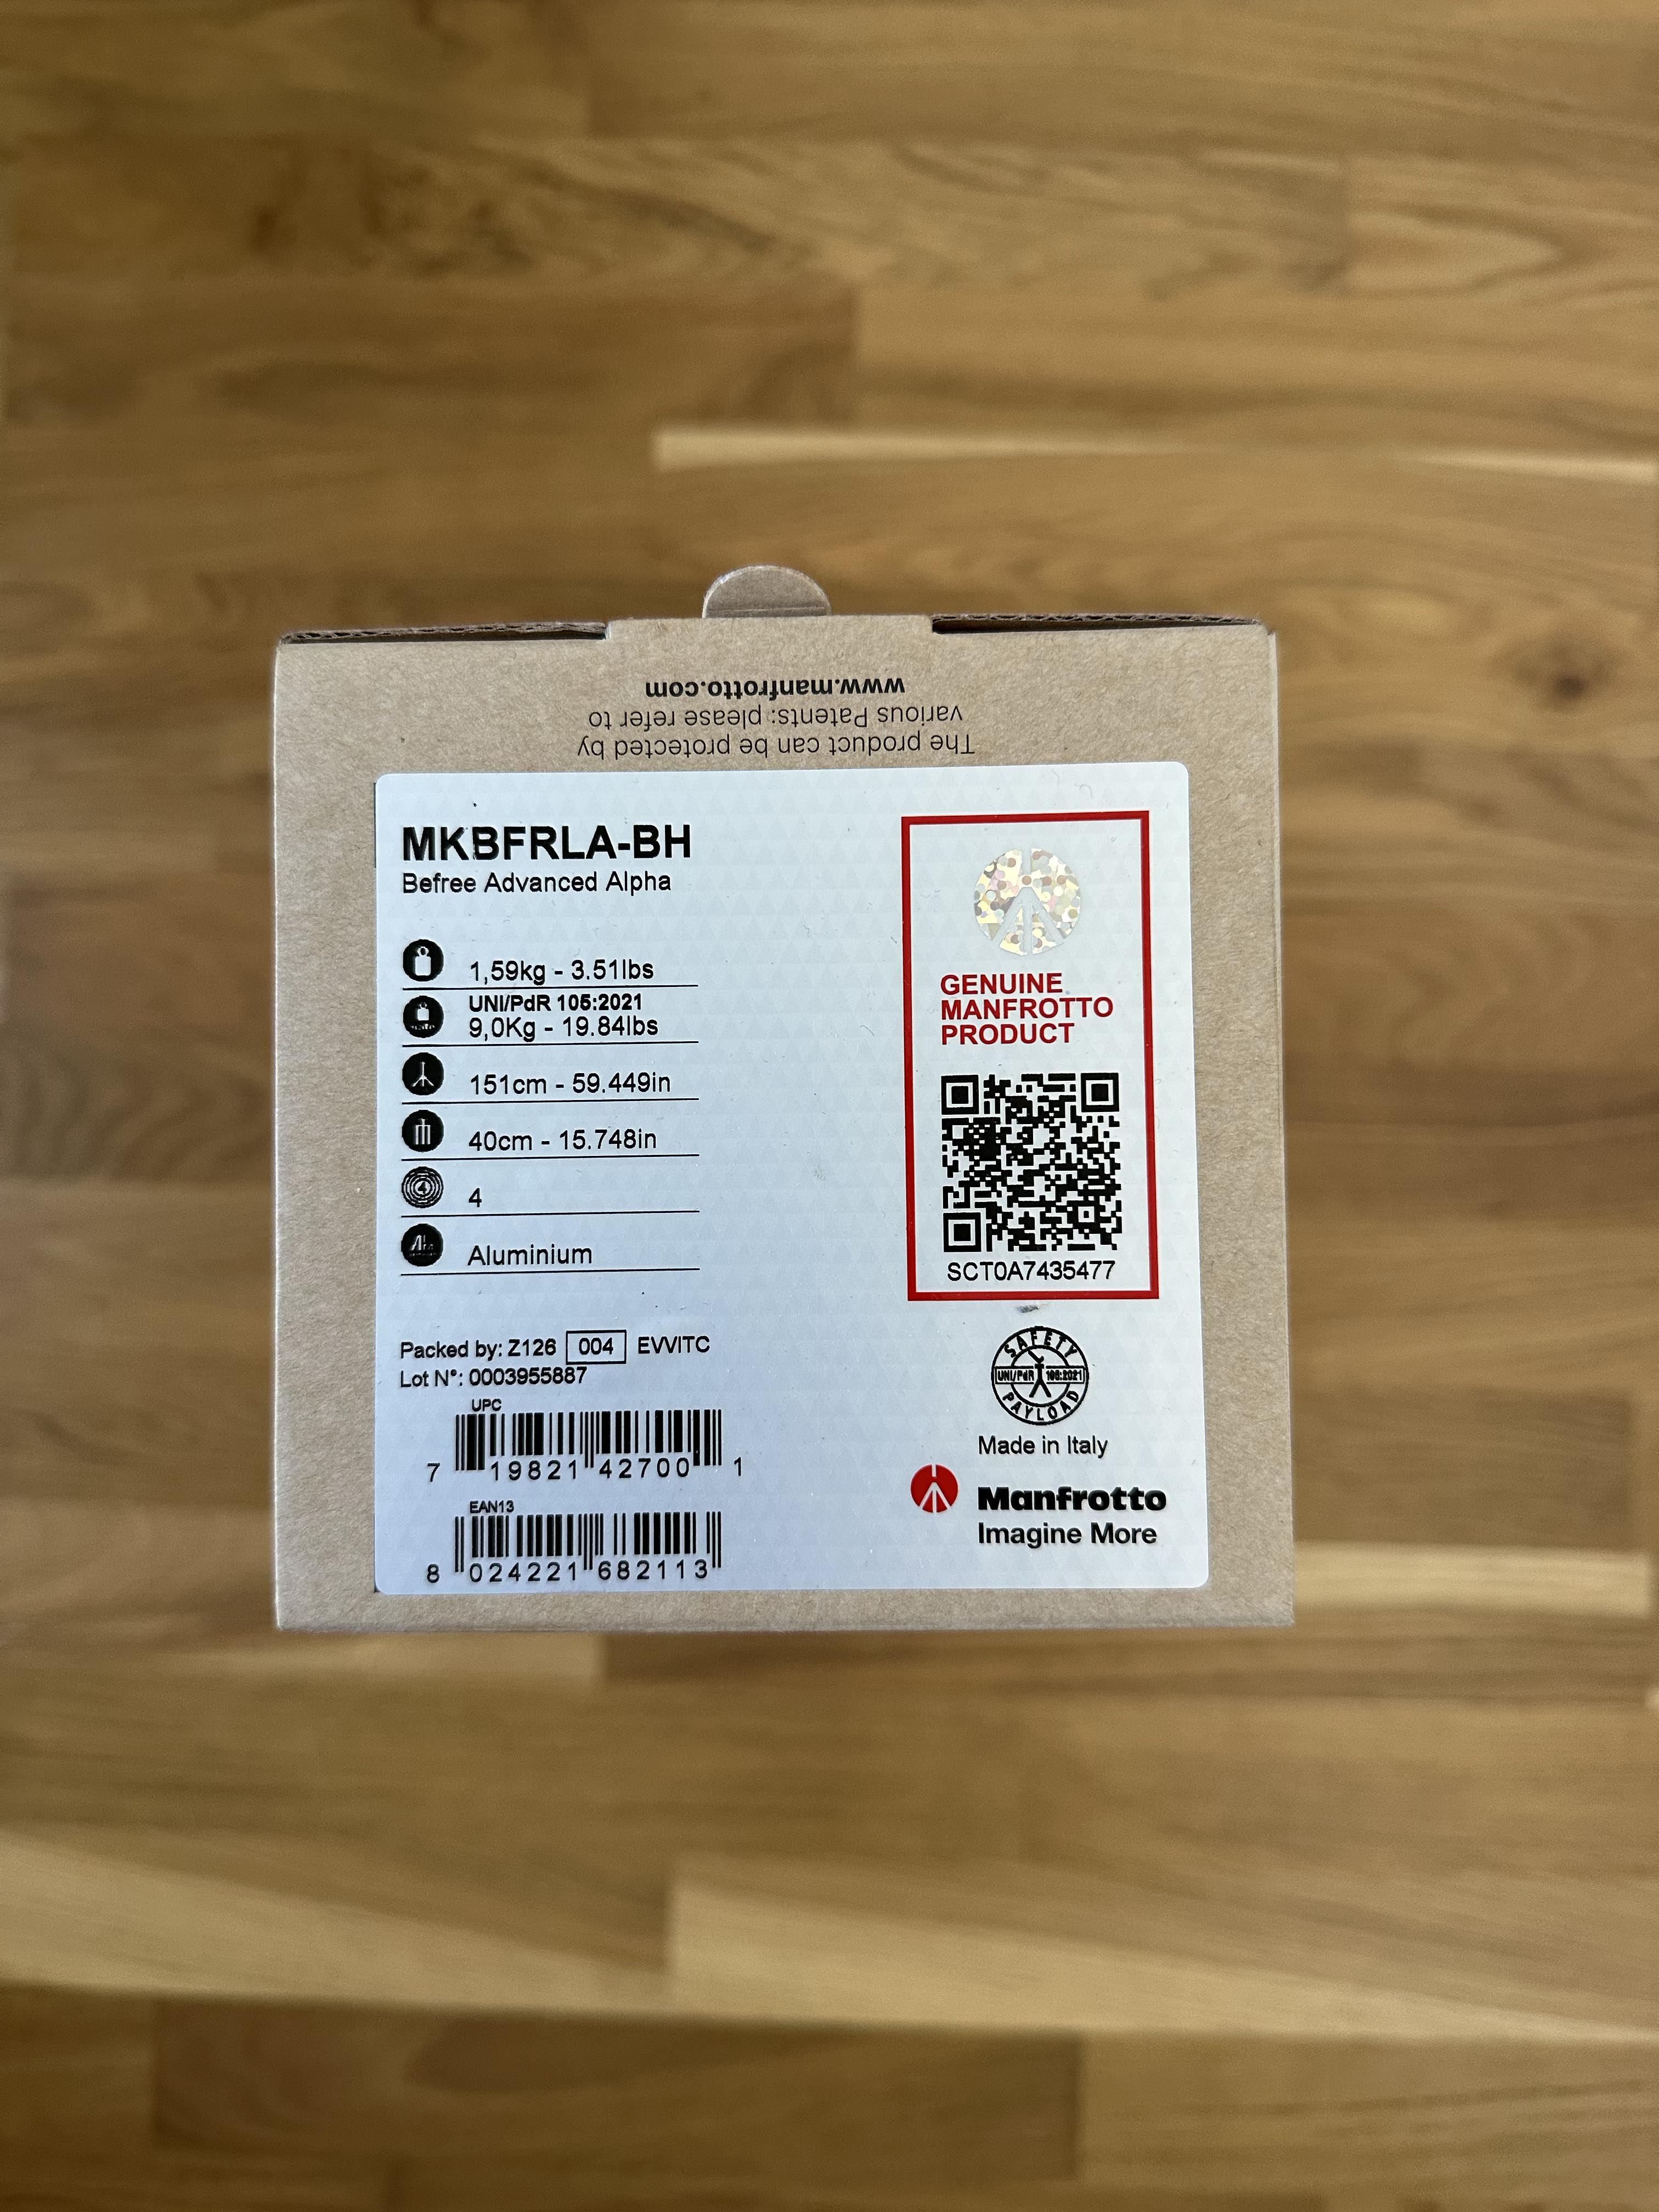 The product can be protected by
various Patents: please refer to
www.manfrotto.com
MKBFRLA-BH
Befree Advanced Alpha
1,59kg - 3.51lbs
UNI/PdR 105:2021
9,0Kg - 19.84lbs
151cm - 59.449in
40cm - 15.748in
4
4
Aluminium
GENUINE
MANFROTTO
PRODUCT
SCT0A7435477
Packed by: Z126 004 EVVITC
Lot N°: 0003955887
UPC
7 19821 42700 1
EAN13
8 024221 682113
SAFETY
UNI/PdR 105:2021
PAYLOAD
Made in Italy
Manfrotto
Imagine More